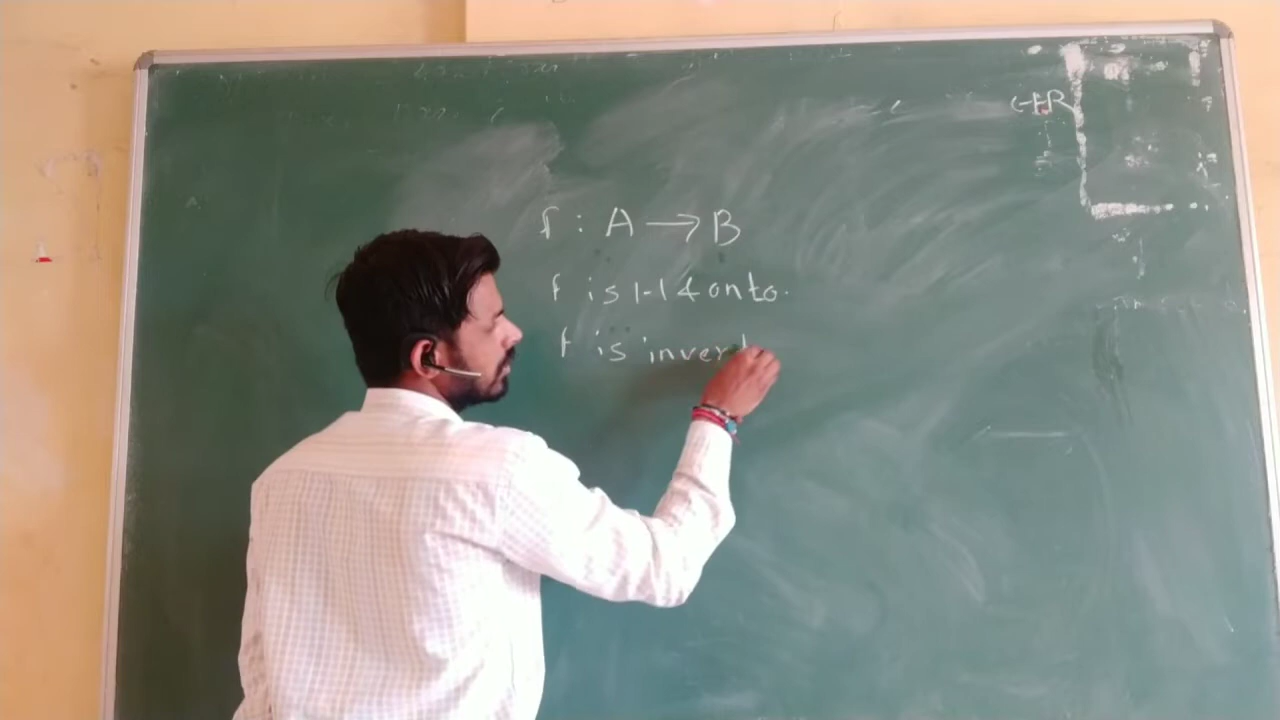 f : A → B
f is 1-1 & onto.
f is invert